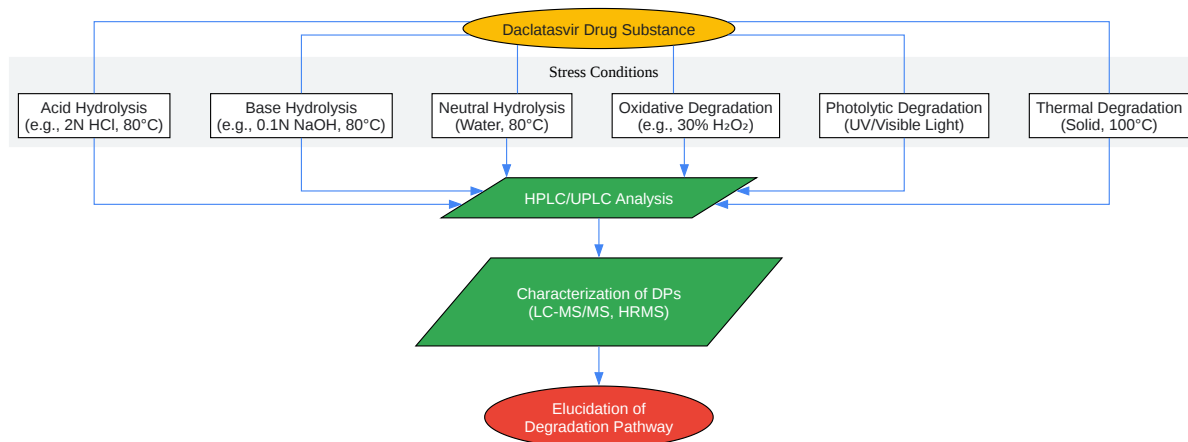 Daclatasvir Drug Substance
Stress Conditions
Acid Hydrolysis
(e.g., 2N HCl, 80°C)
Base Hydrolysis
(e.g., 0.1N NaOH, 80°C)
Neutral Hydrolysis
(Water, 80°C)
Oxidative Degradation
(e.g., 30% H₂O₂)
Photolytic Degradation
(UV/Visible Light)
Thermal Degradation
(Solid, 100°C)
HPLC/UPLC Analysis
Characterization of DPs
(LC-MS/MS, HRMS)
Elucidation of
Degradation Pathway